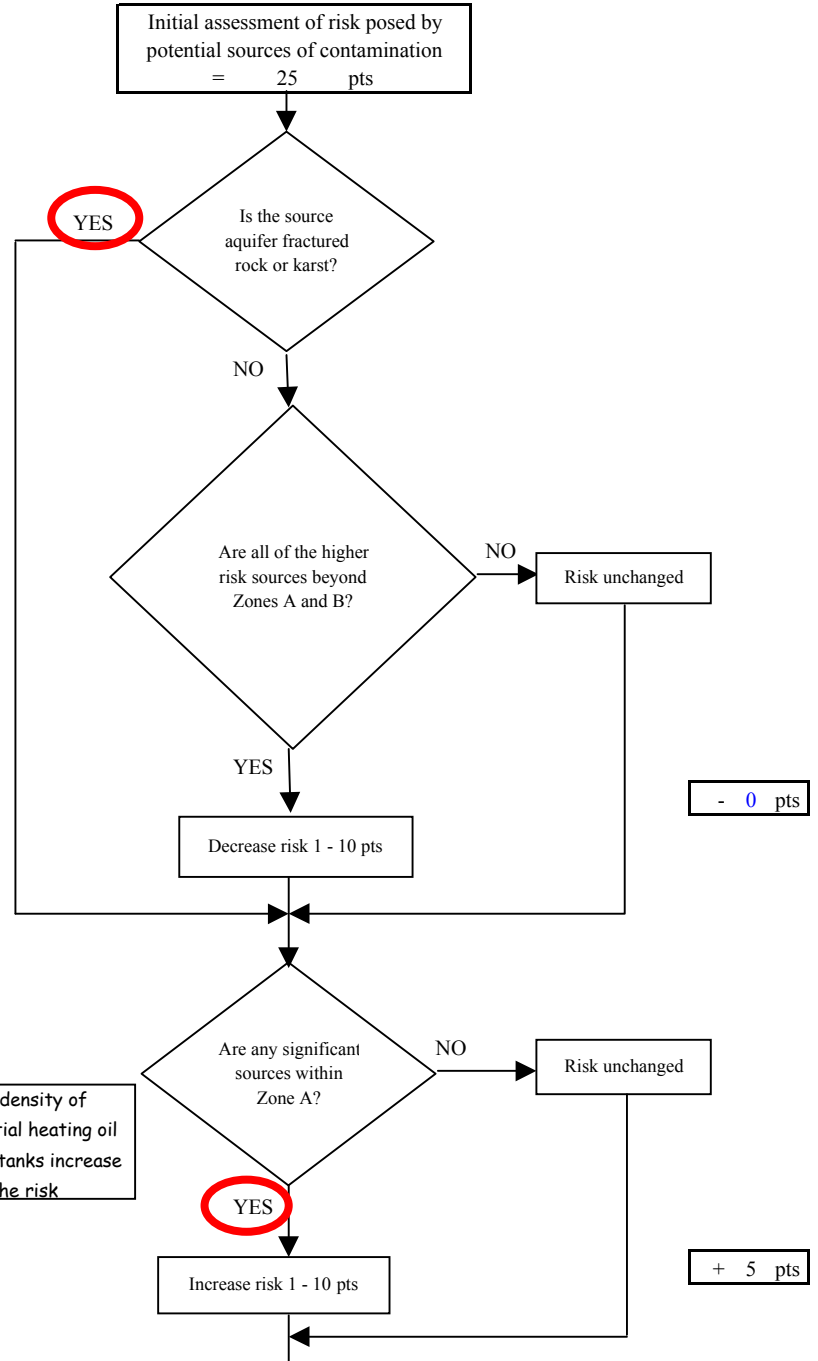 Initial assessment of risk posed by
potential sources of contamination
= 25 pts
Is the source
aquifer fractured
rock or karst?
YES
NO
Are all of the higher
risk sources beyond
Zones A and B?
NO
Risk unchanged
YES
- 0 pts
Decrease risk 1 - 10 pts
Are any significant
sources within
Zone A?
NO
Risk unchanged
density of
tial heating oil
tanks increase
he risk
YES
Increase risk 1 - 10 pts
+ 5 pts